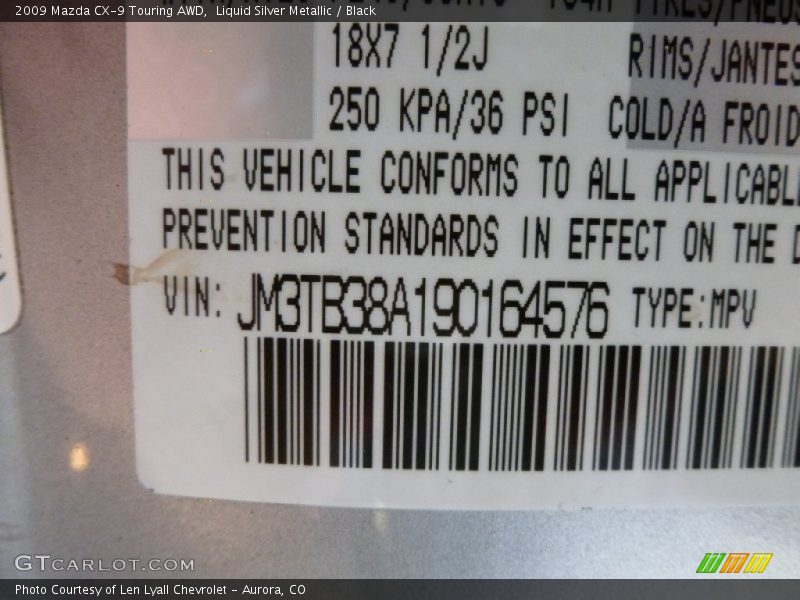 2009 Mazda CX-9 Touring AWD, Liquid Silver Metallic / Black
18X7 1/2J RIMS/JANTES
250 KPA/36 PSI COLD/A FROID
THIS VEHICLE CONFORMS TO ALL APPLICABL
PREVENTION STANDARDS IN EFFECT ON THE D
VIN: JM3TB38A190164576 TYPE:MPV
GTCARLOT.COM
Photo Courtesy of Len Lyall Chevrolet - Aurora, CO